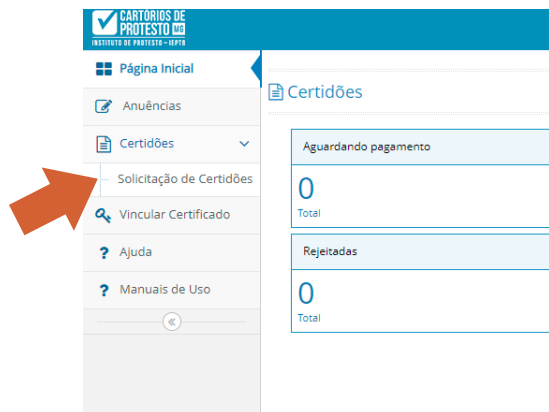 CARTÓRIOS DE
PROTESTO MG
INSTITUTO DE PROTESTO - IEPTB
Página Inicial
Anuências
Certidões
Solicitação de Certidões
Vincular Certificado
? Ajuda
? Manuais de Uso
Certidões
Aguardando pagamento
0
Total
Rejeitadas
0
Total